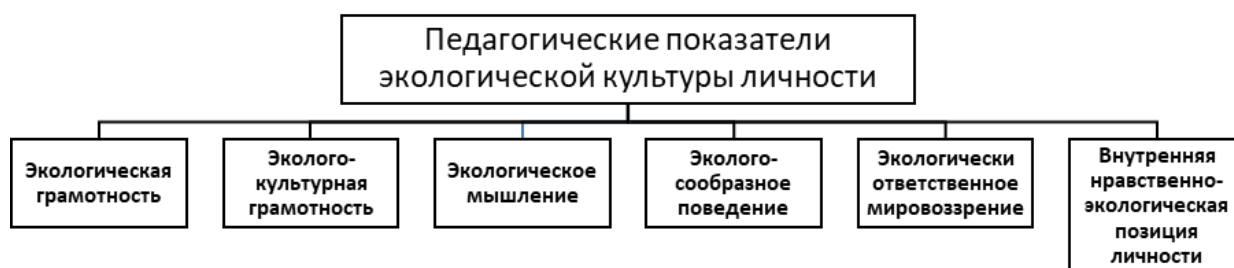 Педагогические показатели
экологической культуры личности
Экологическая
грамотность
Эколого-
культурная
грамотность
Экологическое
мышление
Эколого-
сообразное
поведение
Экологически
ответственное
мировоззрение
Внутренняя
нравственно-
экологическая
позиция
личности